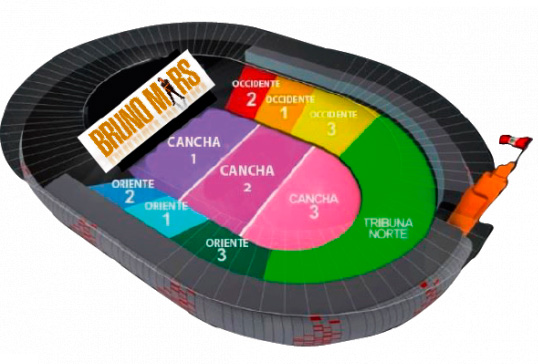 BRUNO MARS
OCCIDENTE
2
OCCIDENTE
1
OCCIDENTE
3
CANCHA
1
CANCHA
2
CANCHA
3
ORIENTE
2
ORIENTE
1
ORIENTE
3
TRIBUNA
NORTE